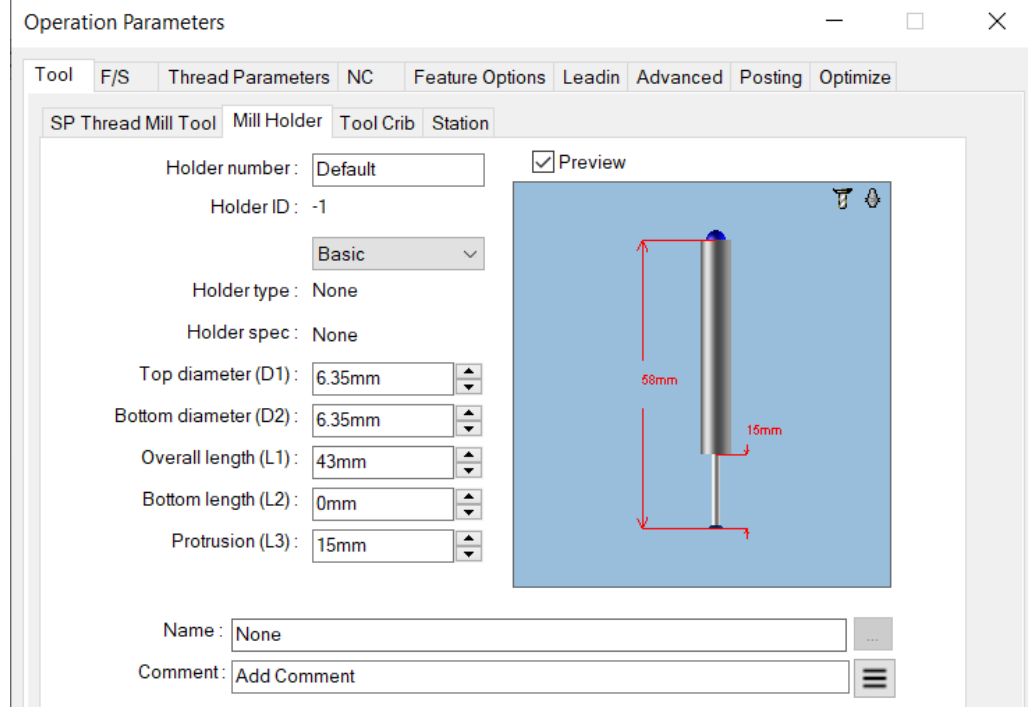 Operation Parameters
Tool F/S Thread Parameters NC Feature Options Leadin Advanced Posting Optimize
SP Thread Mill Tool Mill Holder Tool Crib Station
Holder number : Default
Preview
Holder ID : -1
Basic
Holder type : None
Holder spec : None
Top diameter (D1) : 6.35mm
Bottom diameter (D2) : 6.35mm
Overall length (L1) : 43mm
Bottom length (L2) : 0mm
Protrusion (L3) : 15mm
58mm
15mm
Name : None
...
Comment : Add Comment